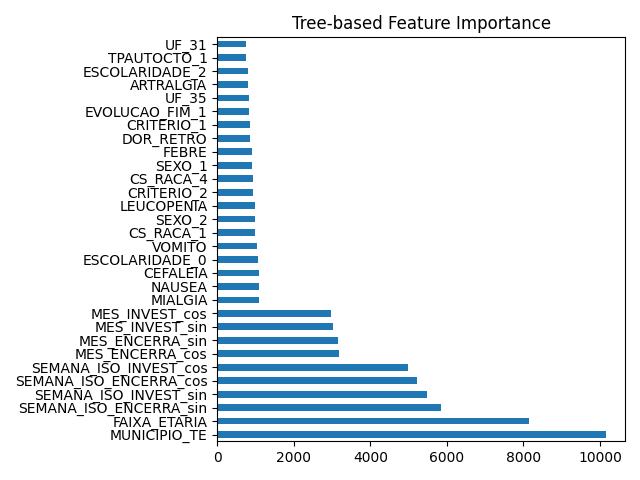 Tree-based Feature Importance
UF_31
TPAUTOCTO_1
ESCOLARIDADE_2
ARTRALGIA
UF_35
EVOLUCAO_FIM_1
CRITERIO_1
DOR_RETRO
FEBRE
SEXO_1
CS_RACA_4
CRITERIO_2
LEUCOPENIA
SEXO_2
CS_RACA_1
VOMITO
ESCOLARIDADE_0
CEFALEIA
NAUSEA
MIALGIA
MES_INVEST_cos
MES_INVEST_sin
MES_ENCERRA_sin
MES_ENCERRA_cos
SEMANA_ISO_INVEST_cos
SEMANA_ISO_ENCERRA_cos
SEMANA_ISO_INVEST_sin
SEMANA_ISO_ENCERRA_sin
FAIXA_ETARIA
MUNICIPIO_TE
0 2000 4000 6000 8000 10000